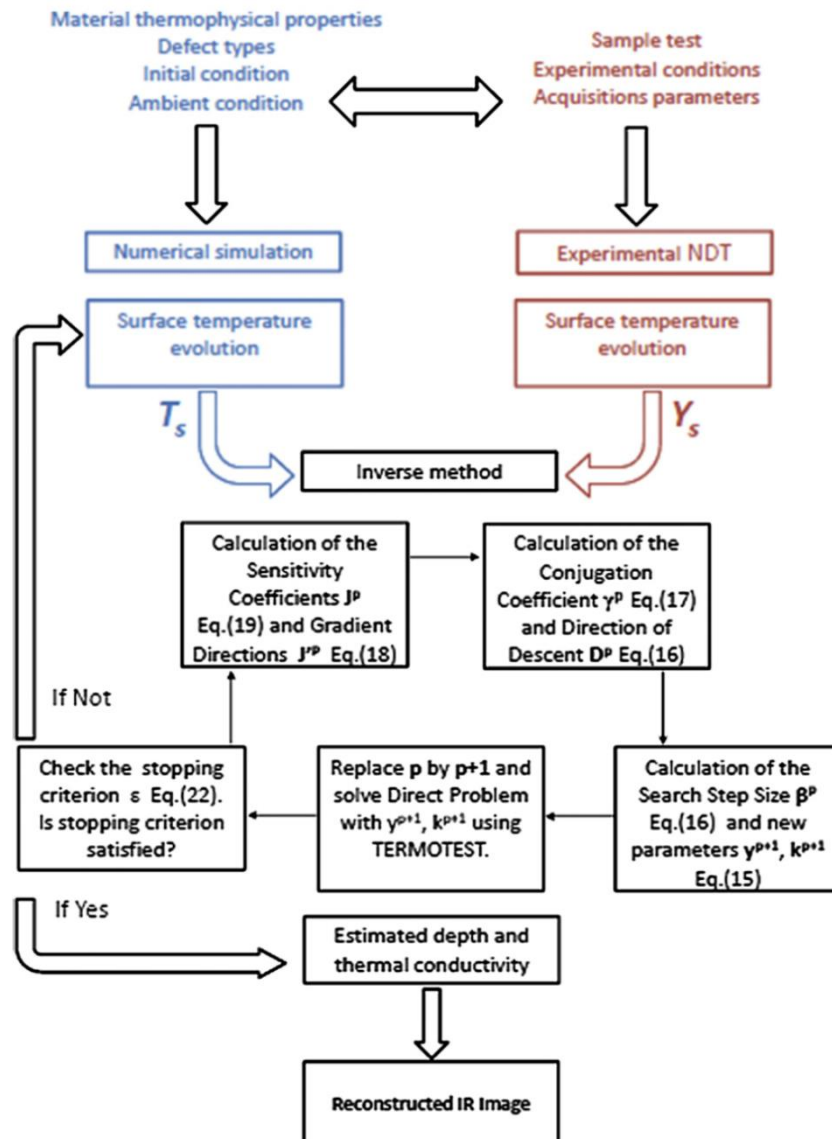 Material thermophysical properties
Defect types
Initial condition
Ambient condition
Sample test
Experimental conditions
Acquisitions parameters
Numerical simulation
Experimental NDT
Surface temperature
evolution
Surface temperature
evolution
Ts
Ys
Inverse method
Calculation of the
Sensitivity
Coefficients Jᵖ
Eq.(19) and Gradient
Directions J'ᵖ Eq.(18)
Calculation of the
Conjugation
Coefficient γᵖ Eq.(17)
and Direction of
Descent Dᵖ Eq.(16)
If Not
Check the stopping
criterion ε Eq.(22).
Is stopping criterion
satisfied?
Replace p by p+1 and
solve Direct Problem
with yᵖ⁺¹, kᵖ⁺¹ using
TERMOTEST.
Calculation of the
Search Step Size βᵖ
Eq.(16) and new
parameters yᵖ⁺¹, kᵖ⁺¹
Eq.(15)
If Yes
Estimated depth and
thermal conductivity
Reconstructed IR Image